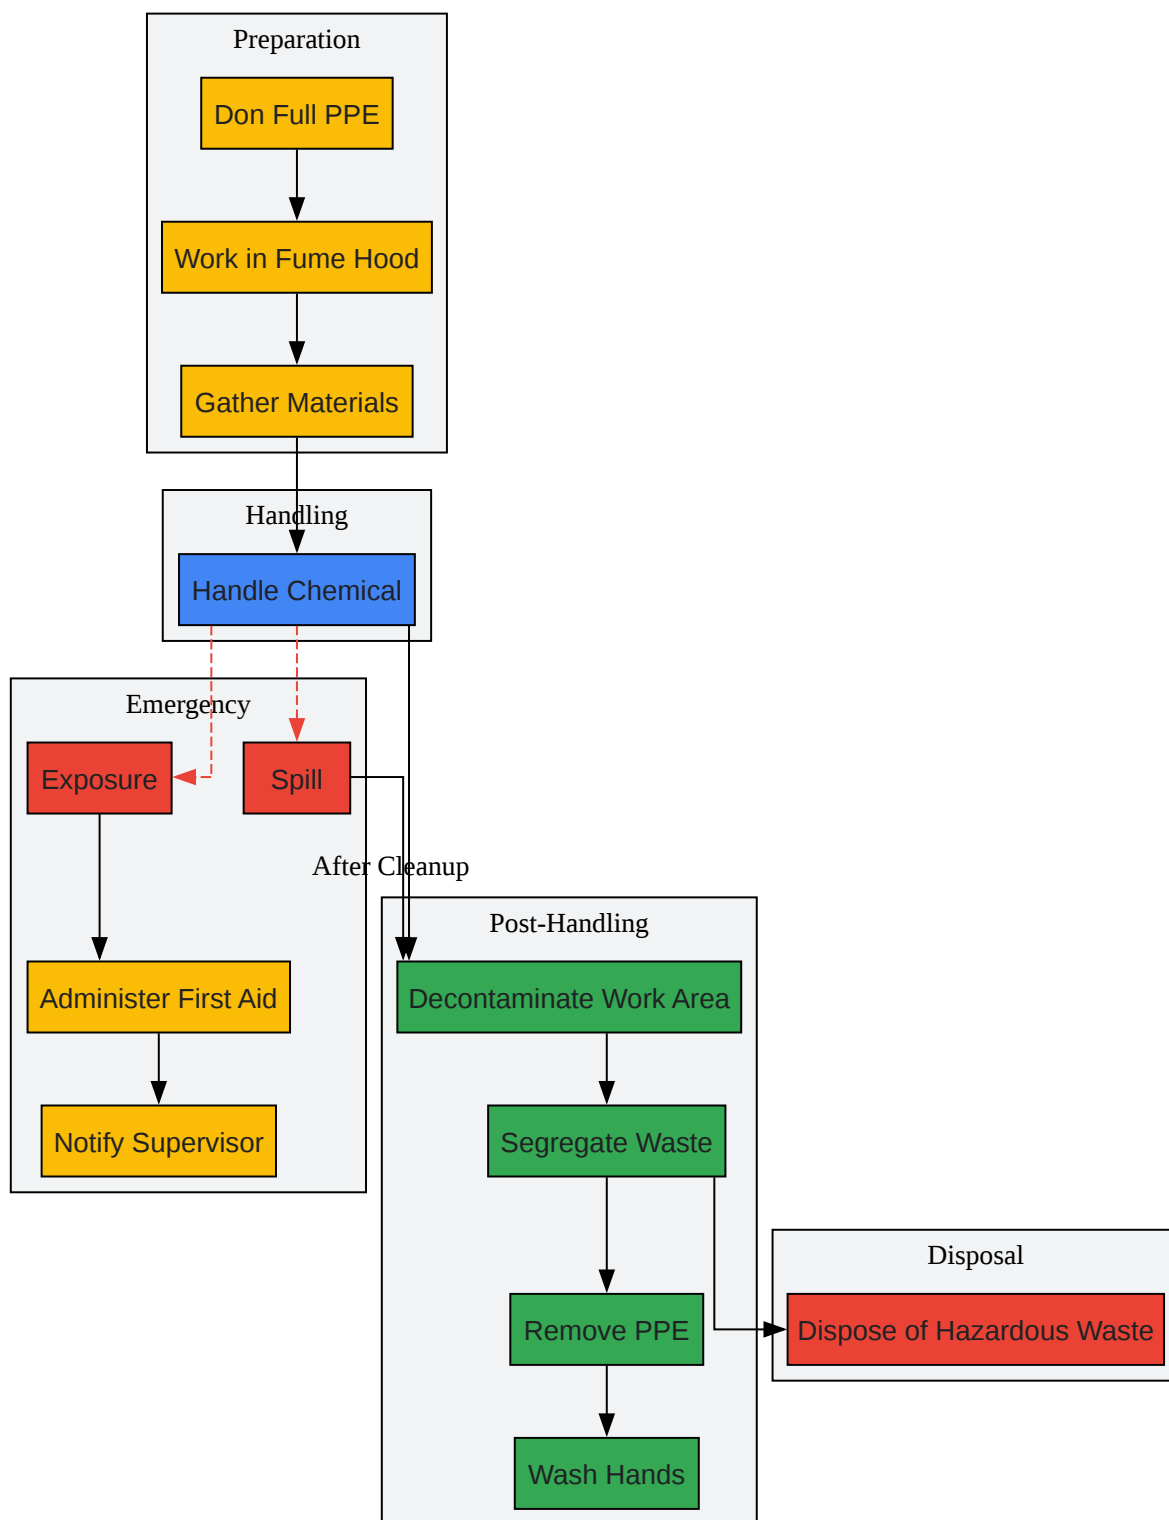 Preparation
Don Full PPE
Work in Fume Hood
Gather Materials
Handling
Handle Chemical
Emergency
Exposure
Spill
After Cleanup
Administer First Aid
Notify Supervisor
Post-Handling
Decontaminate Work Area
Segregate Waste
Remove PPE
Wash Hands
Disposal
Dispose of Hazardous Waste